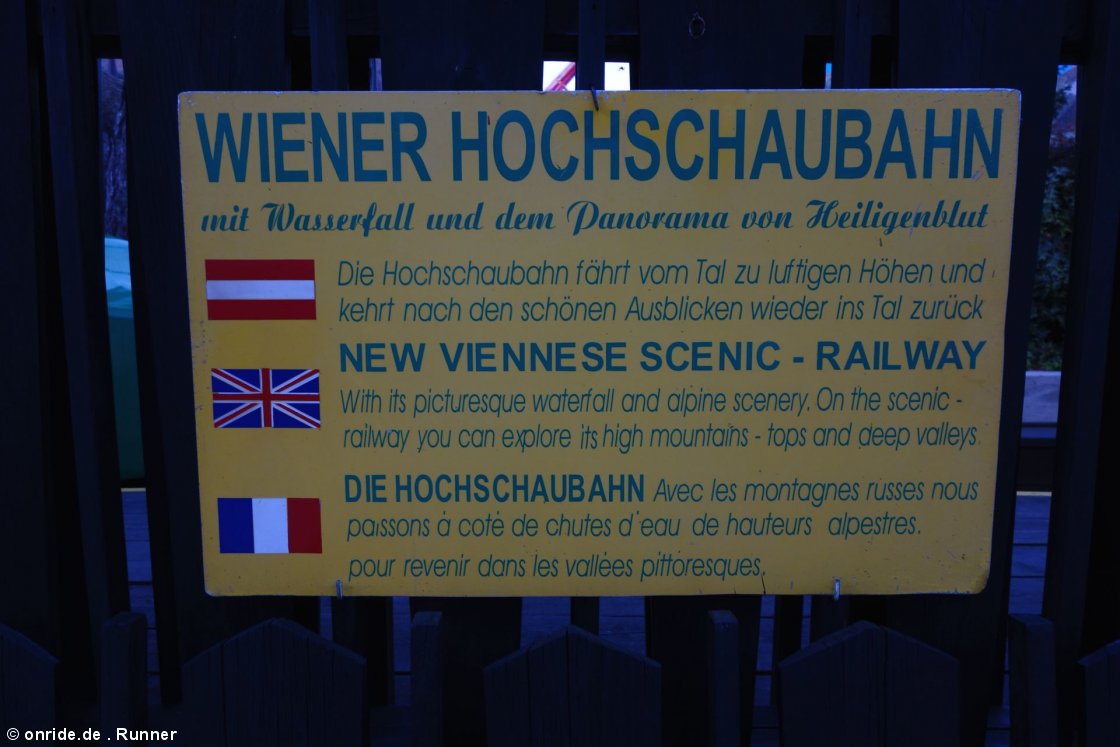 WIENER HOCHSCHAUBAHN
mit Wasserfall und dem Panorama von Heiligenblut
Die Hochschaubahn fährt vom Tal zu luftigen Höhen und
kehrt nach den schönen Ausblicken wieder ins Tal zurück
NEW VIENNESE SCENIC - RAILWAY
With its picturesque waterfall and alpine scenery. On the scenic -
railway you can explore its high mountains - tops and deep valleys.
DIE HOCHSCHAUBAHN Avec les montagnes russes nous
paissons à coté de chutes d'eau de hauteurs alpestres.
pour revenir dans les vallées pittoresques.
© onride.de . Runner